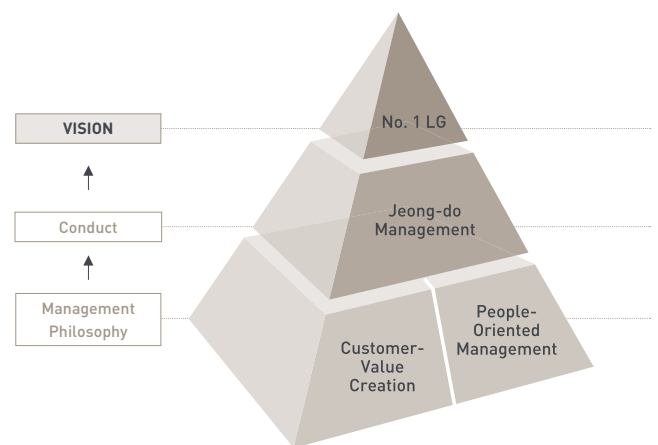 VISION
Conduct
Management
Philosophy
No. 1 LG
Jeong-do
Management
Customer-
Value
Creation
People-
Oriented
Management